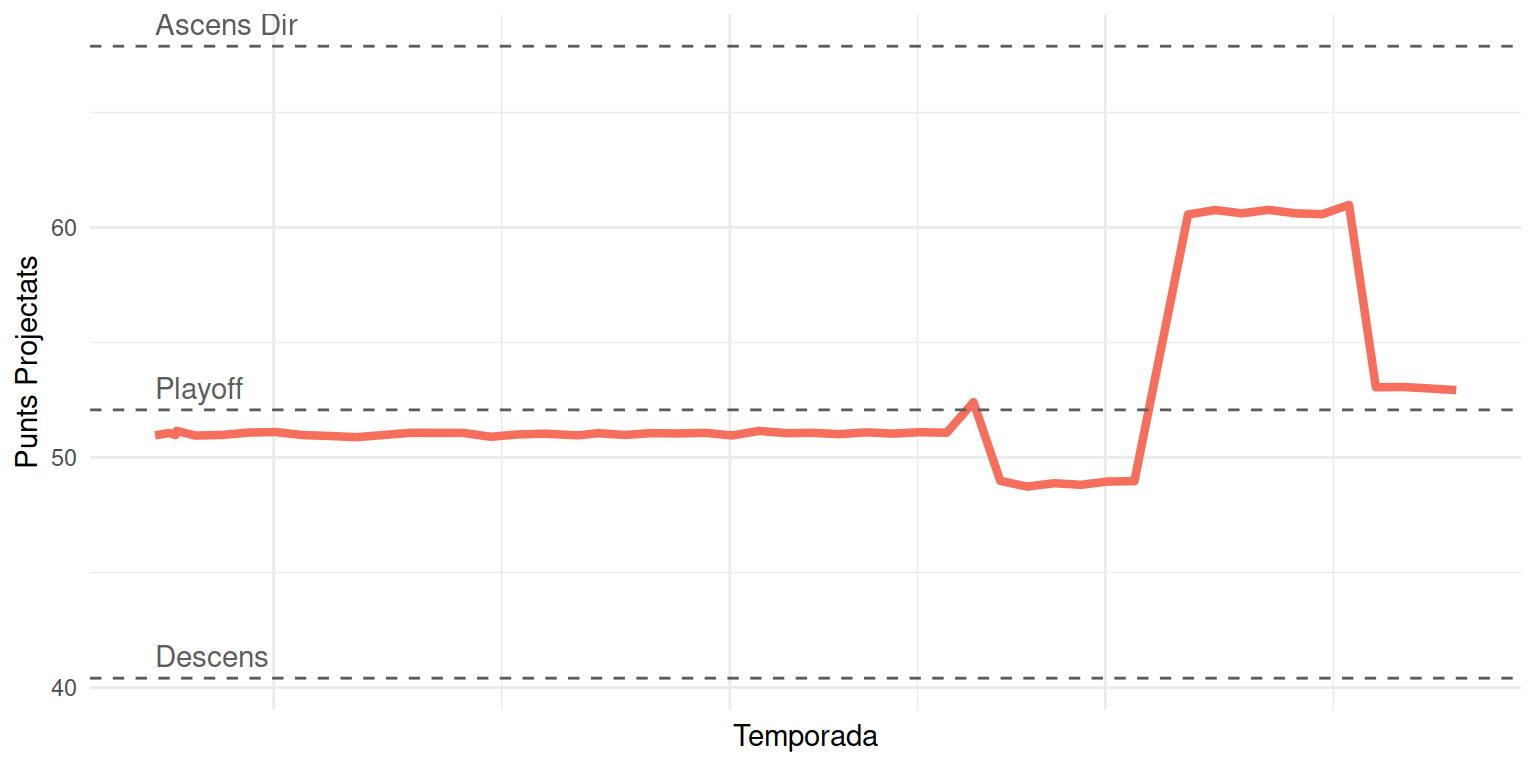 Ascens Dir
60
Playoff
50
Descens
40
Punts Projectats
Temporada